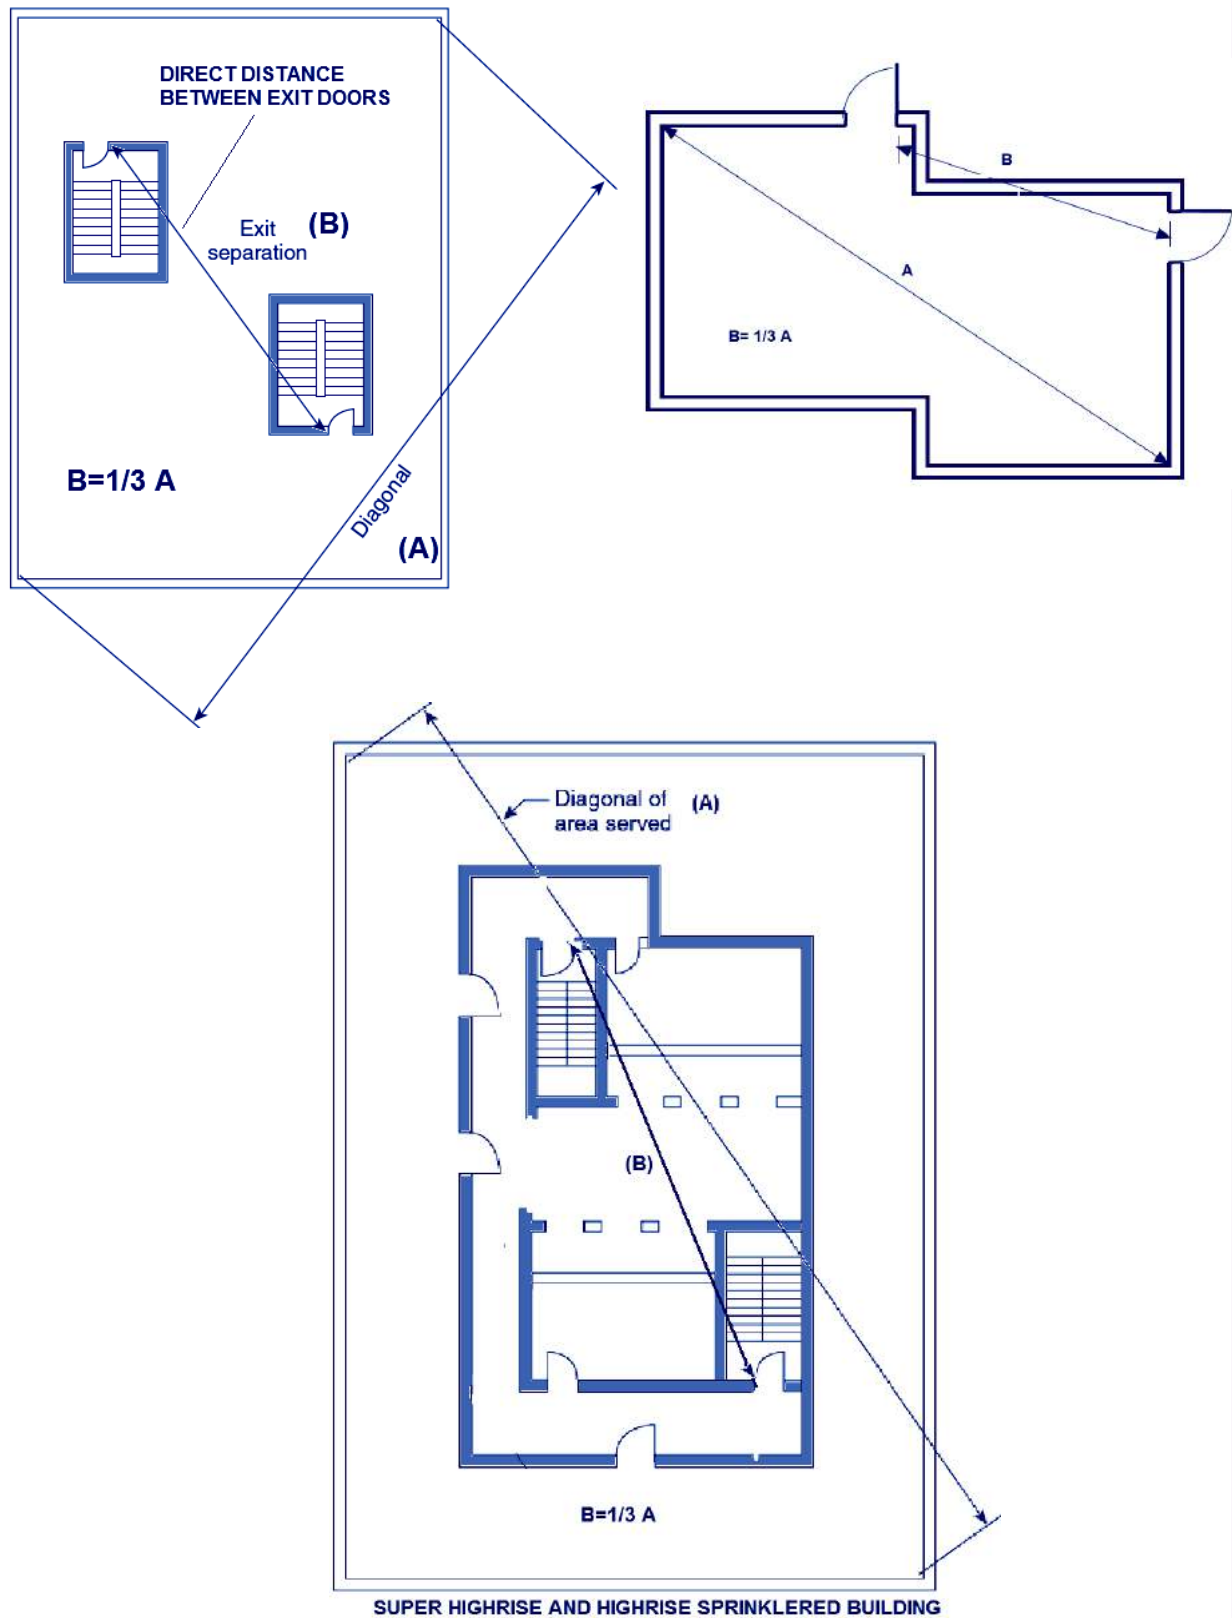 DIRECT DISTANCE
BETWEEN EXIT DOORS
Exit
separation
(B)
B=1/3 A
Diagonal
(A)
B
A
B= 1/3 A
Diagonal of
area served
(A)
(B)
B=1/3 A
SUPER HIGHRISE AND HIGHRISE SPRINKLERED BUILDING